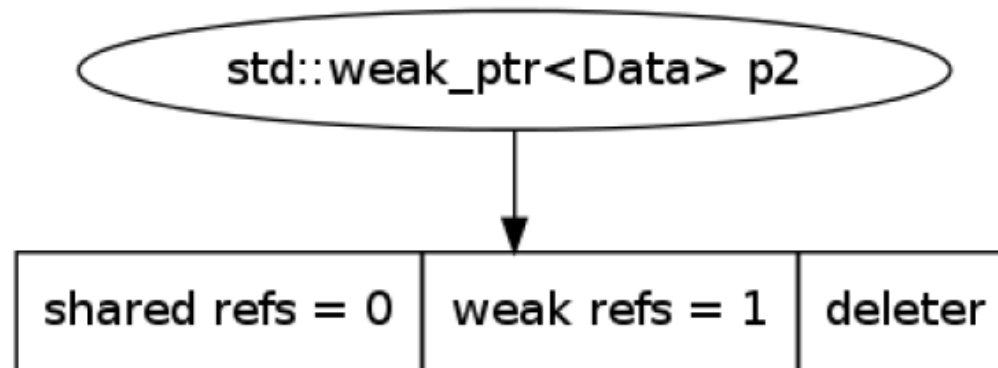 std::weak_ptr<Data> p2
shared refs = 0 weak refs = 1 deleter